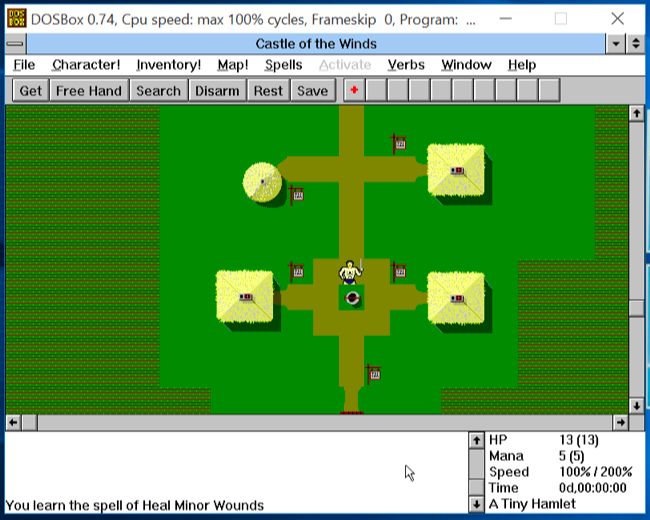 DOSBox 0.74, Cpu speed: max 100% cycles, Frameskip 0, Program: ...
Castle of the Winds
File Character! Inventory! Map! Spells Activate Verbs Window Help
Get Free Hand Search Disarm Rest Save
HP 13 (13)
Mana 5 (5)
Speed 100% / 200%
Time 0d,00:00:00
You learn the spell of Heal Minor Wounds A Tiny Hamlet